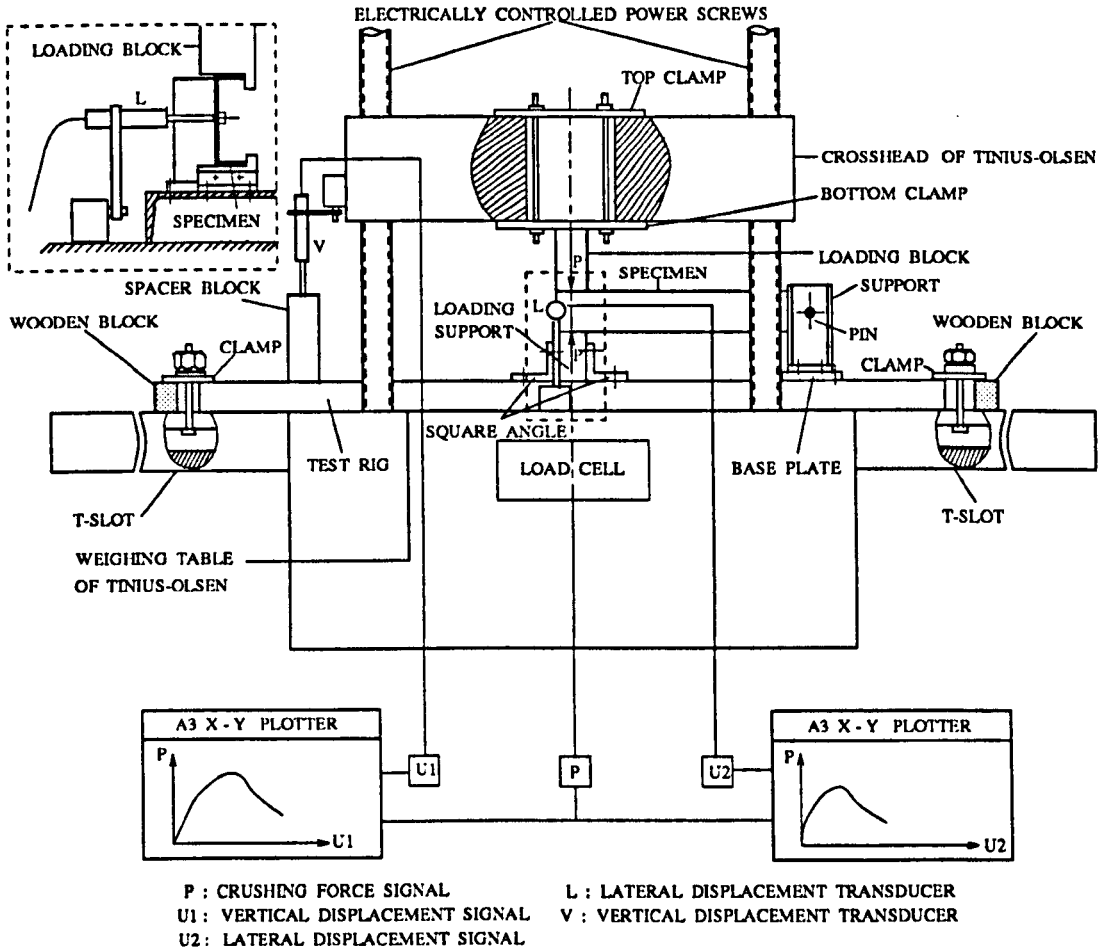 ELECTRICALLY CONTROLLED POWER SCREWS
LOADING BLOCK
L
SPECIMEN
TOP CLAMP
CROSSHEAD OF TINIUS-OLSEN
BOTTOM CLAMP
V
P
LOADING BLOCK
SPECIMEN
SUPPORT
SPACER BLOCK
L
LOADING
SUPPORT
PIN
WOODEN BLOCK
WOODEN BLOCK
CLAMP
CLAMP
SQUARE ANGLE
TEST RIG
LOAD CELL
BASE PLATE
T-SLOT
T-SLOT
WEIGHING TABLE
OF TINIUS-OLSEN
A3 X - Y PLOTTER
P
U1
U1
P
U2
A3 X - Y PLOTTER
P
U2
P : CRUSHING FORCE SIGNAL
U1 : VERTICAL DISPLACEMENT SIGNAL
U2 : LATERAL DISPLACEMENT SIGNAL
L : LATERAL DISPLACEMENT TRANSDUCER
V : VERTICAL DISPLACEMENT TRANSDUCER